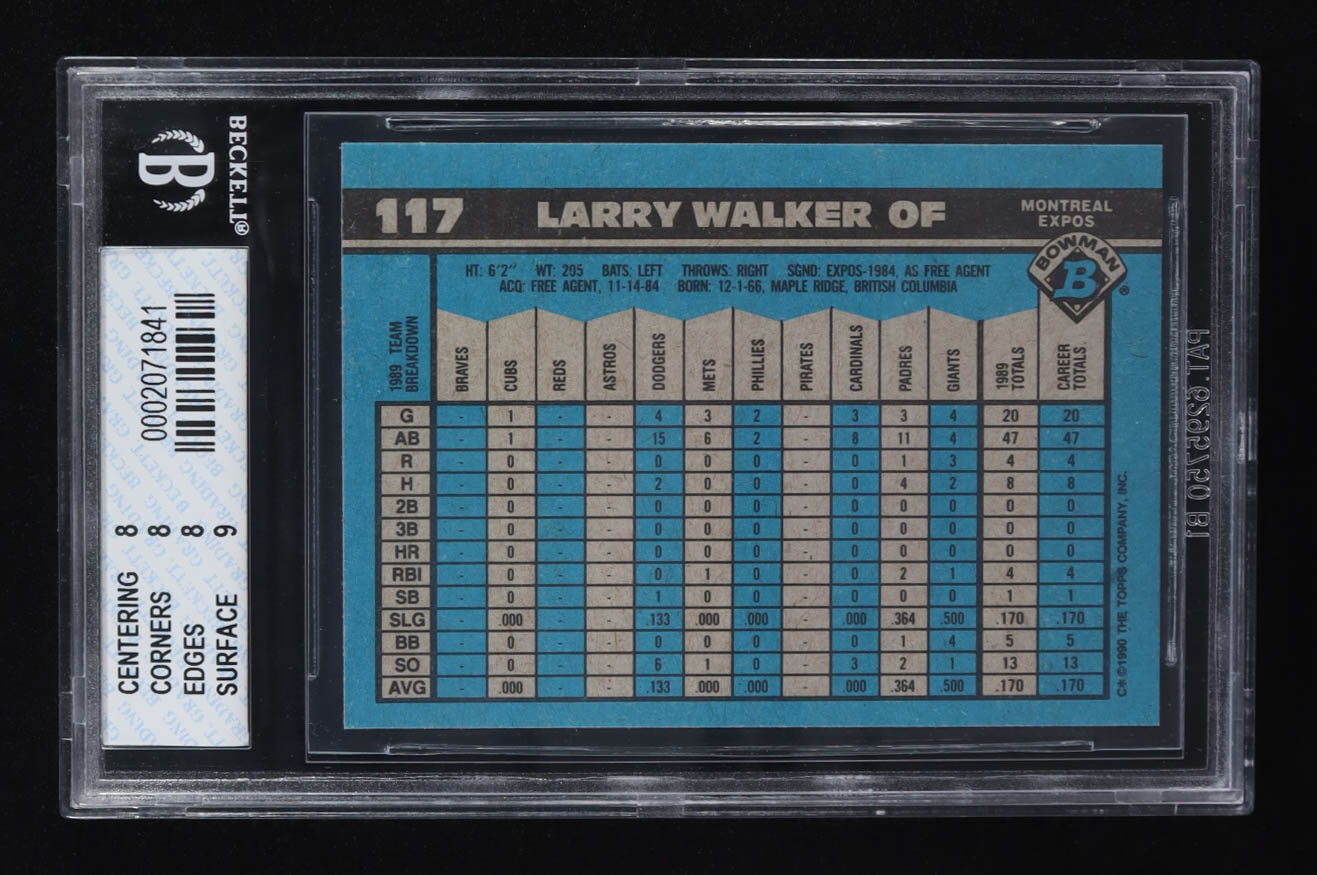 BECKETT®
B
0002071841
CENTERING 8
CORNERS 8
EDGES 8
SURFACE 9
117 LARRY WALKER OF MONTREAL EXPOS
BOWMAN
B ®
HT: 6'2" WT: 205 BATS: LEFT THROWS: RIGHT SGND: EXPOS-1984, AS FREE AGENT
ACQ: FREE AGENT, 11-14-84 BORN: 12-1-66, MAPLE RIDGE, BRITISH COLUMBIA
1989 TEAM BREAKDOWN BRAVES CUBS REDS ASTROS DODGERS METS PHILLIES PIRATES CARDINALS PADRES GIANTS 1989 TOTALS CAREER TOTALS
G - 1 - - 4 3 2 - 3 3 4 20 20
AB - 1 - - 15 6 2 - 8 11 4 47 47
R - 0 - - 0 0 0 - 0 1 3 4 4
H - 0 - - 2 0 0 - 0 4 2 8 8
2B - 0 - - 0 0 0 - 0 0 0 0 0
3B - 0 - - 0 0 0 - 0 0 0 0 0
HR - 0 - - 0 0 0 - 0 0 0 0 0
RBI - 0 - - 0 1 0 - 0 2 1 4 4
SB - 0 - - 1 0 0 - 0 0 0 1 1
SLG - .000 - - .133 .000 .000 - .000 .364 .500 .170 .170
BB - 0 - - 0 0 0 - 0 1 4 5 5
SO - 0 - - 6 1 0 - 3 2 1 13 13
AVG - .000 - - .133 .000 .000 - .000 .364 .500 .170 .170
C*©1990 THE TOPPS COMPANY, INC.